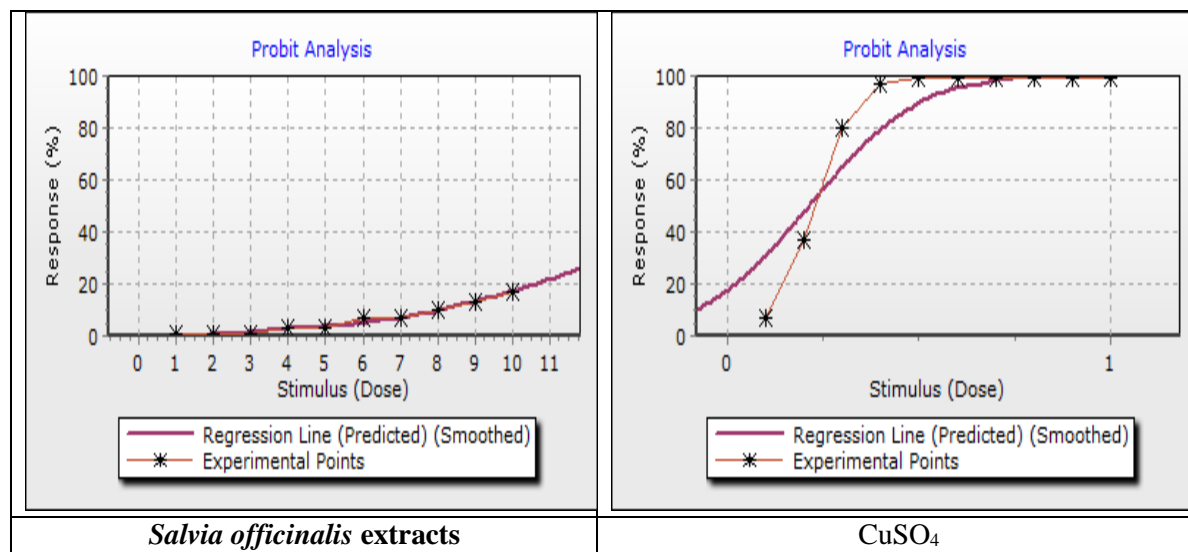 Probit Analysis
Response (%)
100
80
60
40
20
0
0 1 2 3 4 5 6 7 8 9 10 11
Stimulus (Dose)
Regression Line (Predicted) (Smoothed)
Experimental Points
Salvia officinalis extracts
Probit Analysis
Response (%)
100
80
60
40
20
0
0 1
Stimulus (Dose)
Regression Line (Predicted) (Smoothed)
Experimental Points
CuSO₄